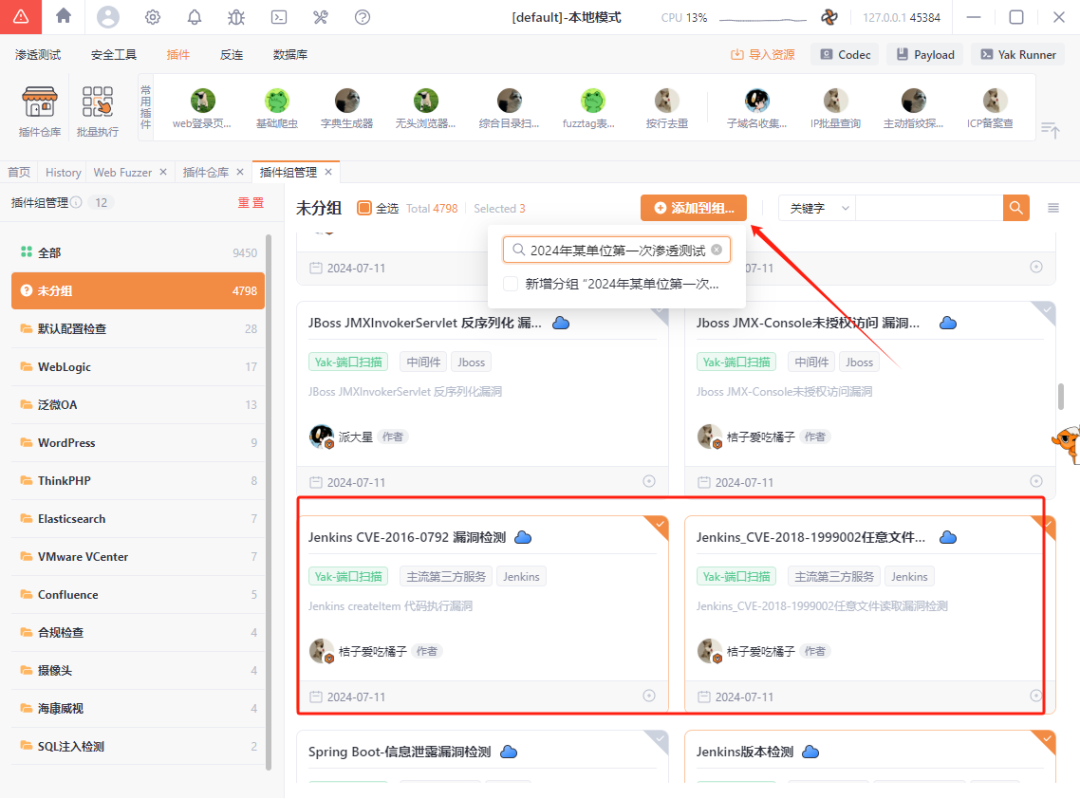 [default]-本地模式
CPU 13%
127.0.0.1 45384
渗透测试 安全工具 插件 反连 数据库
导入资源 Codec Payload Yak Runner
插件仓库 批量执行 常用插件
web登录页... 基础爬虫 字典生成器 无头浏览器... 综合目录扫... fuzztag表... 按行去重 子域名收集... IP批量查询 主动指纹探... ICP备案查
首页 History Web Fuzzer 插件仓库 插件组管理
插件组管理 12 重置
全部 9450
未分组 4798
默认配置检查 28
WebLogic 17
泛微OA 13
WordPress 9
ThinkPHP 8
Elasticsearch 7
VMware VCenter 7
Confluence 5
合规检查 4
摄像头 4
海康威视 4
SQL注入检测 2
未分组 全选 Total 4798 Selected 3 添加到组... 关键字
2024年某单位第一次渗透测试
新增分组 "2024年某单位第一次...
2024-07-11
07-11
JBoss JMXInvokerServlet 反序列化 漏...
Yak-端口扫描 中间件 Jboss
JBoss JMXInvokerServlet 反序列化漏洞
派大星 作者
2024-07-11
Jboss JMX-Console未授权访问 漏洞...
Yak-端口扫描 中间件 Jboss
Jboss JMX-Console未授权访问漏洞
桔子爱吃橘子 作者
2024-07-11
Jenkins CVE-2016-0792 漏洞检测
Yak-端口扫描 主流第三方服务 Jenkins
Jenkins createItem 代码执行漏洞
桔子爱吃橘子 作者
2024-07-11
Jenkins_CVE-2018-1999002任意文件...
Yak-端口扫描 主流第三方服务 Jenkins
Jenkins_CVE-2018-1999002任意文件读取漏洞检测
桔子爱吃橘子 作者
2024-07-11
Spring Boot-信息泄露漏洞检测
Jenkins版本检测